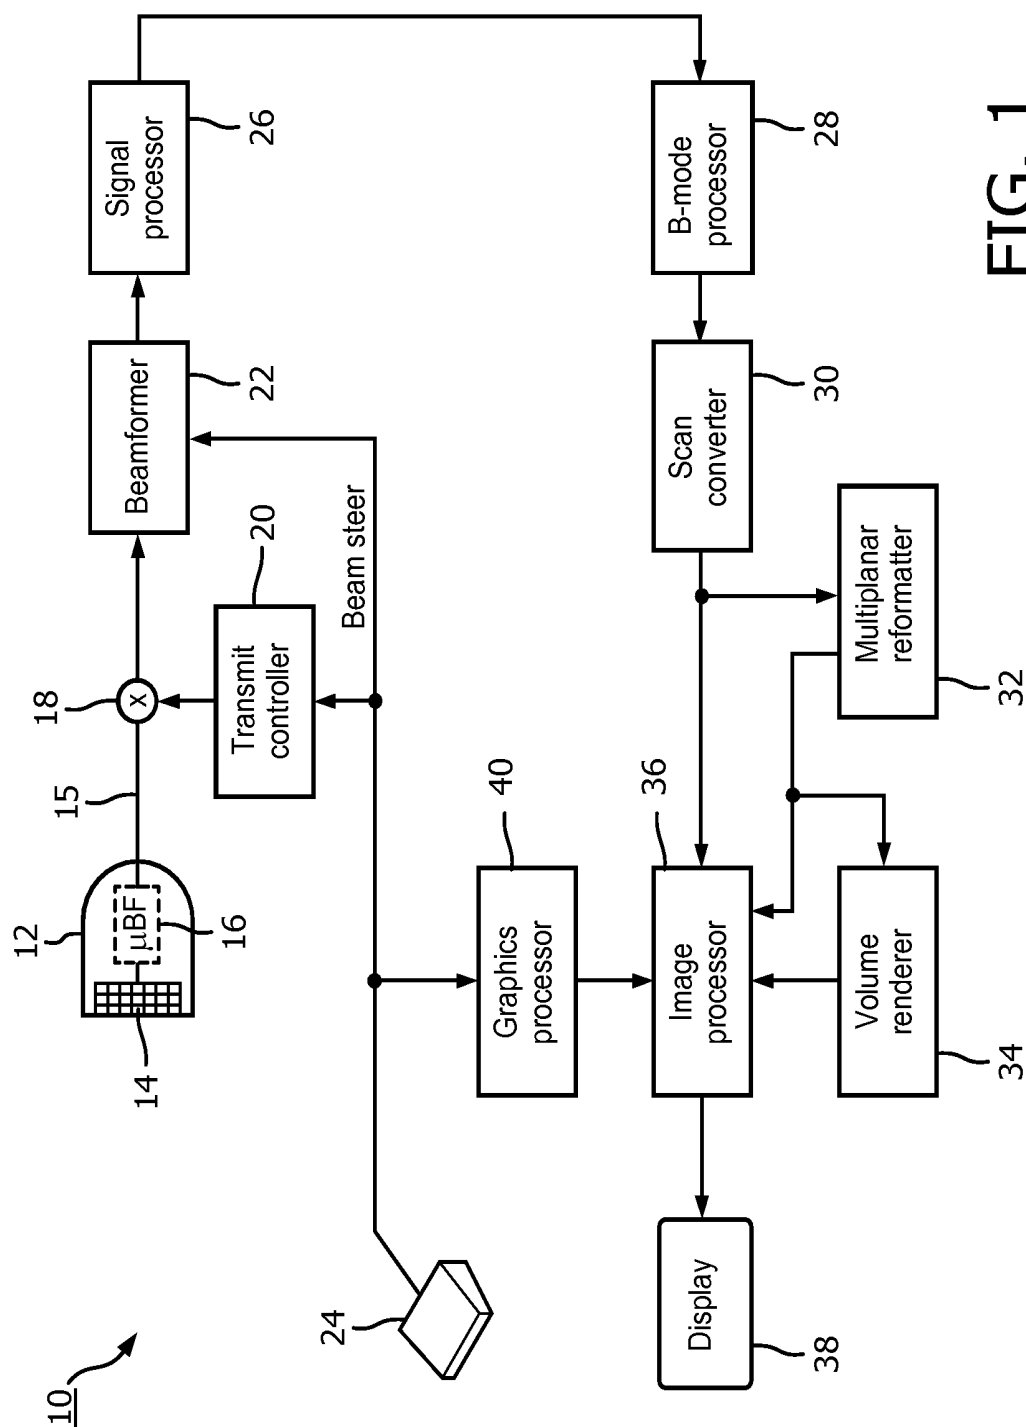 10
12
μBF
16
14
15
18
x
Transmit
controller
20
Beamformer
22
Signal
processor
26
24
Beam steer
Graphics
processor
40
Display
38
Image
processor
36
Scan
converter
30
B-mode
processor
28
Volume
renderer
34
Multiplanar
reformatter
32
FIG. 1